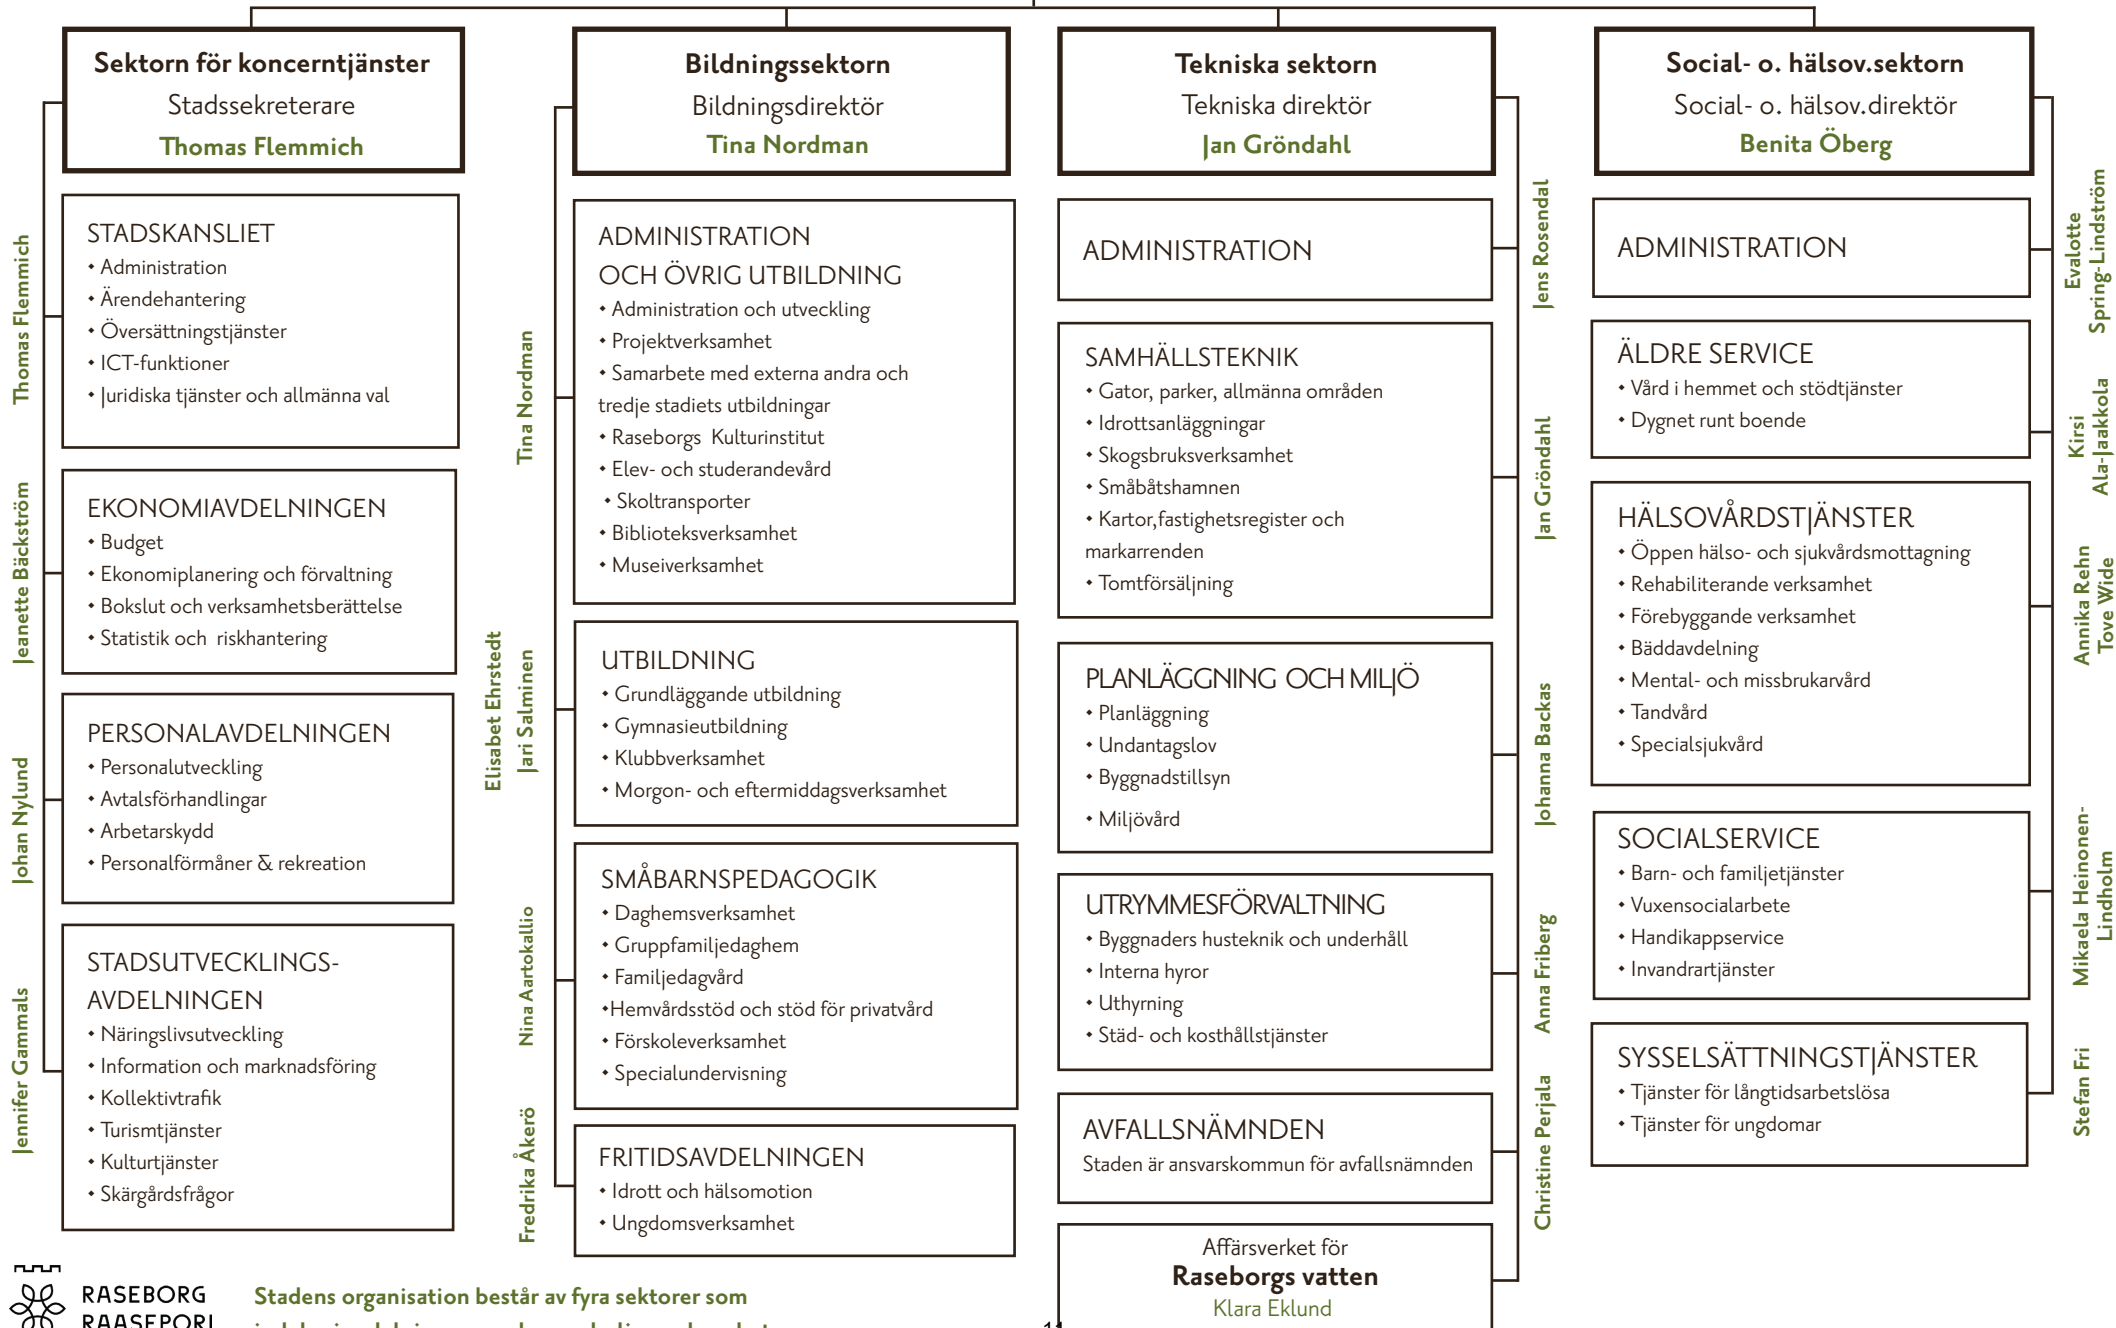 Sektorn för koncerntjänster
Stadssekreterare
Thomas Flemmich
Thomas Flemmich
STADSKANSLIET
• Administration
• Ärendehantering
• Översättningstjänster
• ICT-funktioner
• Juridiska tjänster och allmänna val
Jeanette Bäckström
EKONOMIAVDELNINGEN
• Budget
• Ekonomiplanering och förvaltning
• Bokslut och verksamhetsberättelse
• Statistik och riskhantering
Johan Nylund
PERSONALAVDELNINGEN
• Personalutveckling
• Avtalsförhandlingar
• Arbetarskydd
• Personalförmåner & rekreation
Jennifer Gammals
STADSUTVECKLINGS-
AVDELNINGEN
• Näringslivsutveckling
• Information och marknadsföring
• Kollektivtrafik
• Turismtjänster
• Kulturtjänster
• Skärgårdsfrågor
Bildningssektorn
Bildningsdirektör
Tina Nordman
Tina Nordman
ADMINISTRATION
OCH ÖVRIG UTBILDNING
• Administration och utveckling
• Projektverksamhet
• Samarbete med externa andra och
tredje stadiets utbildningar
• Raseborgs Kulturinstitut
• Elev- och studerandevård
• Skoltransporter
• Biblioteksverksamhet
• Museiverksamhet
Elisabet Ehrstedt
Jari Salminen
UTBILDNING
• Grundläggande utbildning
• Gymnasieutbildning
• Klubbverksamhet
• Morgon- och eftermiddagsverksamhet
Nina Aartokallio
SMÅBARNSPEDAGOGIK
• Daghemsverksamhet
• Gruppfamiljedaghem
• Familjedagvård
•Hemvårdsstöd och stöd för privatvård
• Förskoleverksamhet
• Specialundervisning
Fredrika Åkerö
FRITIDSAVDELNINGEN
• Idrott och hälsomotion
• Ungdomsverksamhet
Tekniska sektorn
Tekniska direktör
Jan Gröndahl
ADMINISTRATION
Jens Rosendal
SAMHÄLLSTEKNIK
• Gator, parker, allmänna områden
• Idrottsanläggningar
• Skogsbruksverksamhet
• Småbåtshamnen
• Kartor,fastighetsregister och
markarrenden
• Tomtförsäljning
Jan Gröndahl
PLANLÄGGNING OCH MILJÖ
• Planläggning
• Undantagslov
• Byggnadstillsyn
• Miljövård
Johanna Backas
UTRYMMESFÖRVALTNING
• Byggnaders husteknik och underhåll
• Interna hyror
• Uthyrning
• Städ- och kosthållstjänster
Anna Friberg
AVFALLSNÄMNDEN
Staden är ansvarskommun för avfallsnämnden
Christine Perjala
Affärsverket för
Raseborgs vatten
Klara Eklund
Social- o. hälsov.sektorn
Social- o. hälsov.direktör
Benita Öberg
ADMINISTRATION
Evalotte
Spring-Lindström
ÄLDRE SERVICE
• Vård i hemmet och stödtjänster
• Dygnet runt boende
Kirsi
Ala-Jaakkola
HÄLSOVÅRDSTJÄNSTER
• Öppen hälso- och sjukvårdsmottagning
• Rehabiliterande verksamhet
• Förebyggande verksamhet
• Bäddavdelning
• Mental- och missbrukarvård
• Tandvård
• Specialsjukvård
Annika Rehn
Tove Wide
SOCIALSERVICE
• Barn- och familjetjänster
• Vuxensocialarbete
• Handikappservice
• Invandrartjänster
Mikaela Heinonen-
Lindholm
SYSSELSÄTTNINGSTJÄNSTER
• Tjänster för långtidsarbetslösa
• Tjänster för ungdomar
Stefan Fri
RASEBORG
RAASEPORI
Stadens organisation består av fyra sektorer som
11